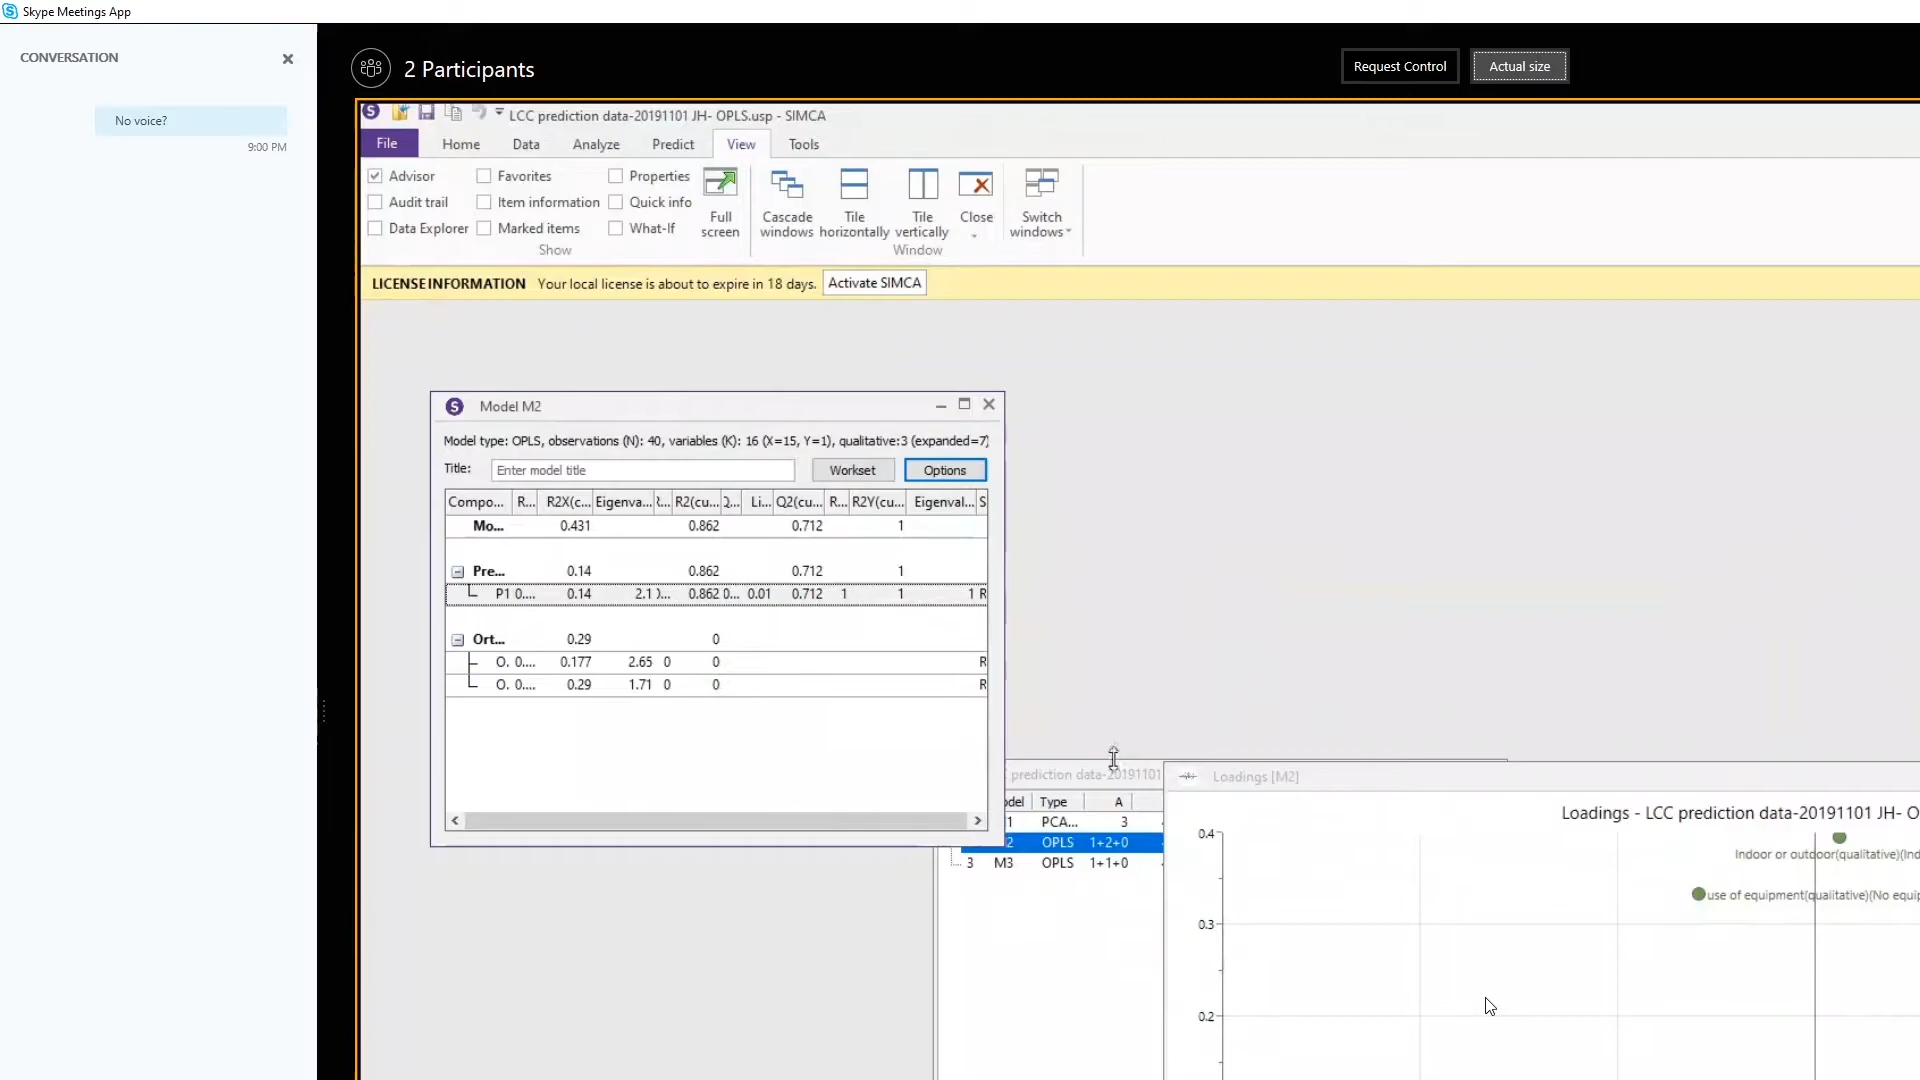 Skype Meetings App
CONVERSATION
No voice?
9:00 PM
2 Participants
Request Control
Actual size
LCC prediction data-20191101 JH- OPLS.usp - SIMCA
File Home Data Analyze Predict View Tools
Advisor Favorites Properties
Audit trail Item information Quick info
Data Explorer Marked items What-If
Show
Full screen
Cascade windows
Tile horizontally
Tile vertically
Close
Switch windows
Window
LICENSE INFORMATION Your local license is about to expire in 18 days. Activate SIMCA
Model M2
Model type: OPLS, observations (N): 40, variables (K): 16 (X=15, Y=1), qualitative:3 (expanded=7)
Title: Enter model title Workset Options
Compo... R... R2X(c... Eigenva... R2(cu... Li... Q2(cu... R... R2Y(cu... Eigenval... S
Mo... 0.431 0.862 0.712 1
Pre... 0.14 0.862 0.712 1
P1 0.... 0.14 2.1 0.862 0... 0.01 0.712 1 1 1 R
Ort... 0.29 0
O. 0.... 0.177 2.65 0 0 R
O. 0.... 0.29 1.71 0 0 R
prediction data-20191101
Type A
1 PCA... 3
2 OPLS 1+2+0
3 M3 OPLS 1+1+0
Loadings [M2]
Loadings - LCC prediction data-20191101 JH- O
0.4
Indoor or outdoor(qualitative)(Ind
use of equipment(qualitative)(No equip
0.3
0.2